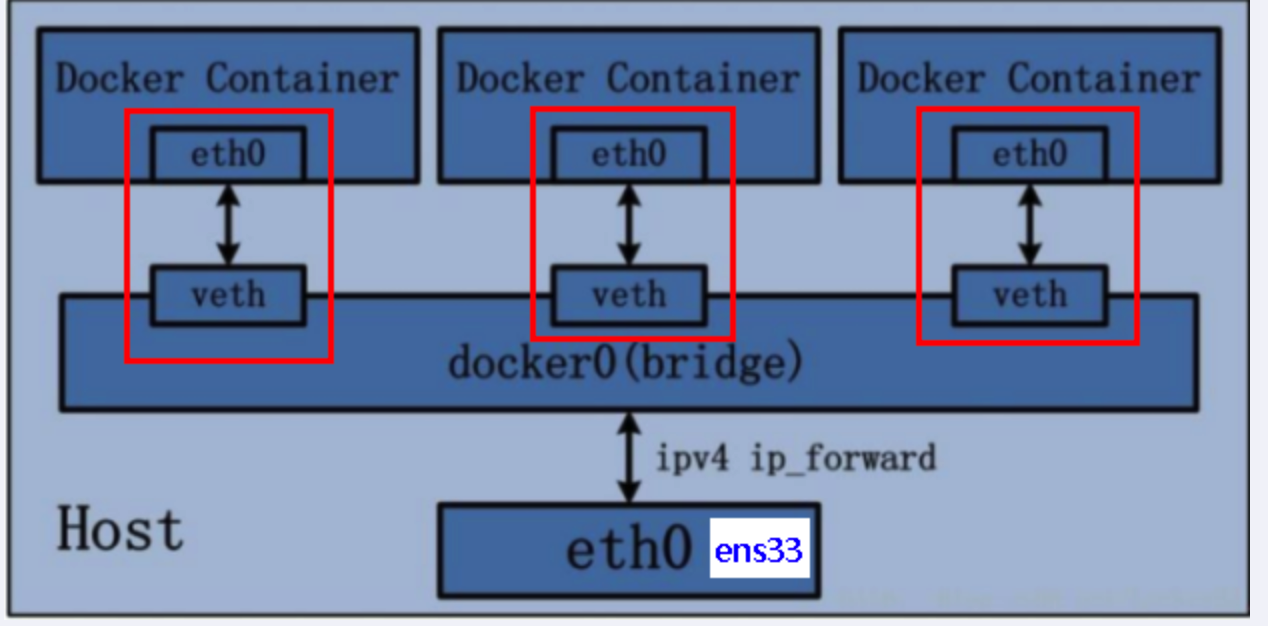 Docker Container Docker Container Docker Container
eth0 eth0 eth0
veth veth veth
docker0(bridge)
ipv4 ip_forward
Host
eth0 ens33